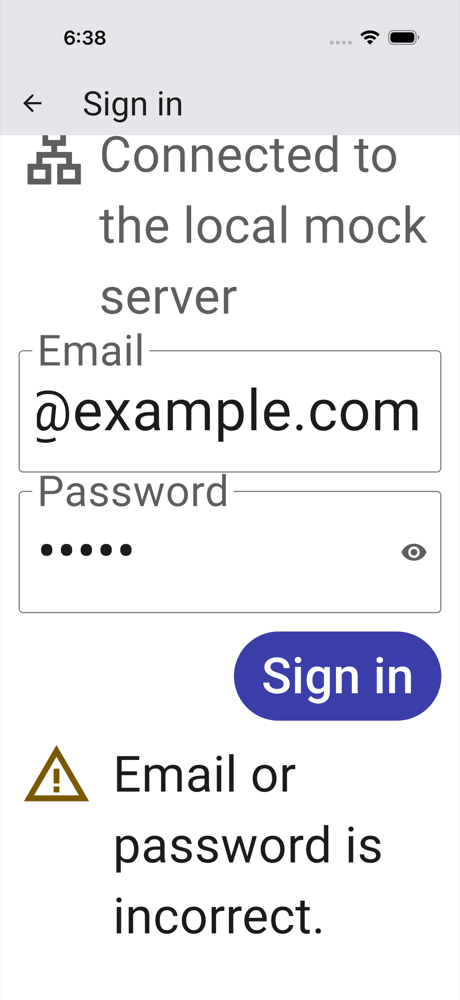 6:38
Sign in
Connected to
the local mock
server
Email
@example.com
Password
•••••
Sign in
Email or
password is
incorrect.